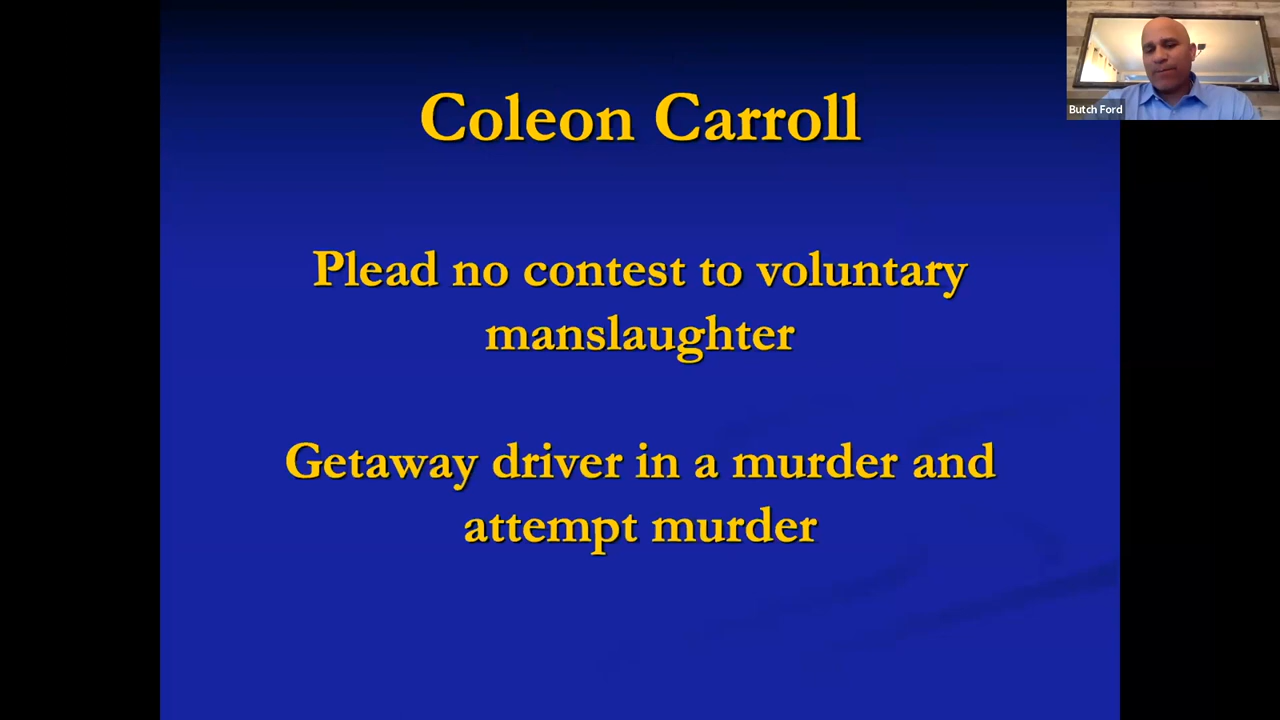 Coleon Carroll
Butch Ford
Plead no contest to voluntary
manslaughter
Getaway driver in a murder and
attempt murder